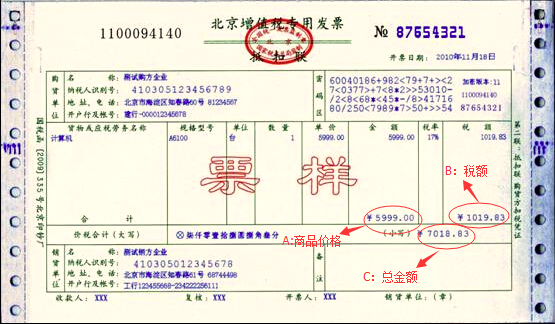 1100094140
北京增值税专用发票
№ 87654321
抵扣联
开票日期: 2010年11月18日
购货单位
名 称: 测试购方企业
纳税人识别号: 410305123456789
地址、电话: 北京市海淀区知春路60号 81234567
开户行及帐号: 建行-000012345678
密码区
60040186+982<79+7+><2
<0377>+7<8*2>>53010-
/2<8<68*<45*-/8<41716
80/250<7989*7>50+>>54
加密版本:11
1100094140
87654321
货物或应税劳务名称 规格型号 单位 数 量 单 价 金 额 税率 税 额
计算机 A6100 台 1 5999.00 5999.00 17% 1019.83
票样
B: 税额
合 计 ￥5999.00 ￥1019.83
A:商品价格
价税合计(大写) ⊗柒仟零壹拾捌圆捌角叁分 (小写)￥7018.83
C: 总金额
销货单位
名 称: 测试销方企业
纳税人识别号: 410305012345678
地址、电话: 北京市海淀区知春路61号 68744498
开户行及帐号: 工行123455668-234222256111
备注
收款人: XXX 复核: XXX 开票人: XXX 销货单位:(章)
国税函[2009]335号北京印钞厂
第二联:抵扣联 购货方扣税凭证